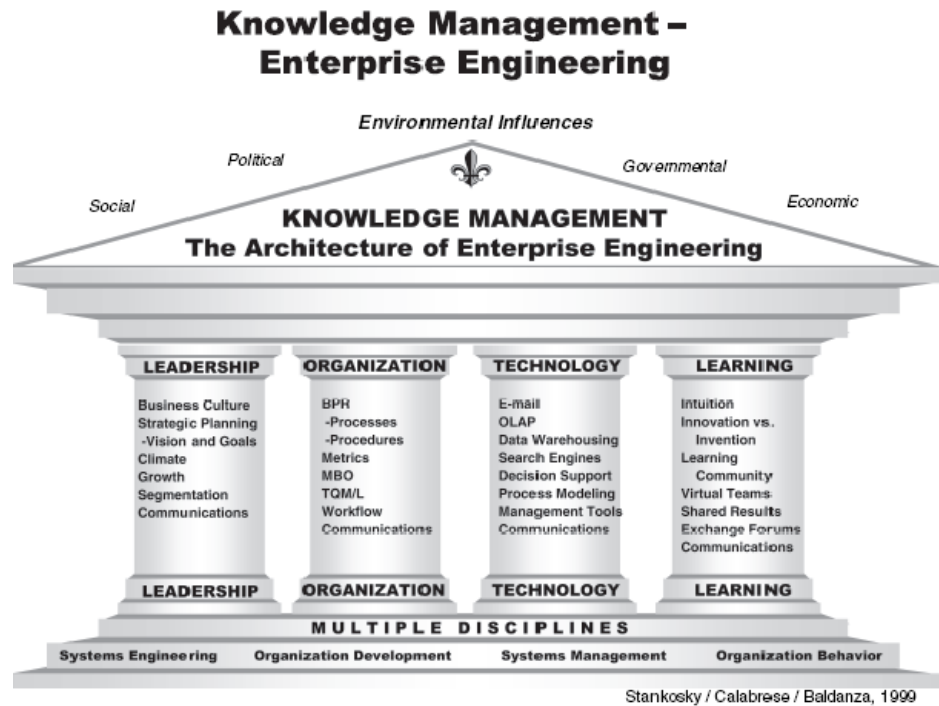 Knowledge Management –
Enterprise Engineering
Environmental Influences
Political
Governmental
Social
Economic
KNOWLEDGE MANAGEMENT
The Architecture of Enterprise Engineering
LEADERSHIP
Business Culture
Strategic Planning
-Vision and Goals
Climate
Growth
Segmentation
Communications
LEADERSHIP
ORGANIZATION
BPR
-Processes
-Procedures
Metrics
MBO
TQM/L
Workflow
Communications
ORGANIZATION
TECHNOLOGY
E-mail
OLAP
Data Warehousing
Search Engines
Decision Support
Process Modeling
Management Tools
Communications
TECHNOLOGY
LEARNING
Intuition
Innovation vs.
Invention
Learning
Community
Virtual Teams
Shared Results
Exchange Forums
Communications
LEARNING
MULTIPLE DISCIPLINES
Systems Engineering Organization Development Systems Management Organization Behavior
Stankosky / Calabrese / Baldanza, 1999